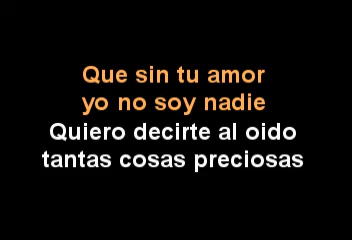 Que sin tu amor
yo no soy nadie
Quiero decirte al oido
tantas cosas preciosas